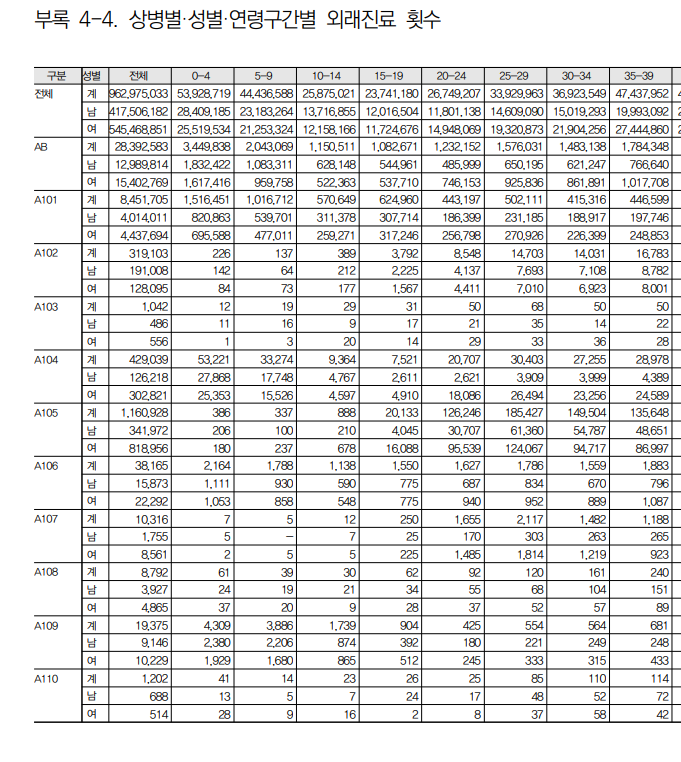 부록 4-4. 상병별·성별·연령구간별 외래진료 횟수
구분 성별 전체 0-4 5-9 10-14 15-19 20-24 25-29 30-34 35-39
전체 계 962,975,033 53,928,719 44,436,588 25,875,021 23,741,180 26,749,207 33,929,963 36,923,549 47,437,952
남 417,506,182 28,409,185 23,183,264 13,716,855 12,016,504 11,801,138 14,609,090 15,019,293 19,993,092
여 545,468,851 25,519,534 21,253,324 12,158,166 11,724,676 14,948,069 19,320,873 21,904,256 27,444,860
AB 계 28,392,583 3,449,838 2,043,069 1,150,511 1,082,671 1,232,152 1,576,031 1,483,138 1,784,348
남 12,989,814 1,832,422 1,083,311 628,148 544,961 485,999 650,195 621,247 766,640
여 15,402,769 1,617,416 959,758 522,363 537,710 746,153 925,836 861,891 1,017,708
A101 계 8,451,705 1,516,451 1,016,712 570,649 624,960 443,197 502,111 415,316 446,599
남 4,014,011 820,863 539,701 311,378 307,714 186,399 231,185 188,917 197,746
여 4,437,694 695,588 477,011 259,271 317,246 256,798 270,926 226,399 248,853
A102 계 319,103 226 137 389 3,792 8,548 14,703 14,031 16,783
남 191,008 142 64 212 2,225 4,137 7,693 7,108 8,782
여 128,095 84 73 177 1,567 4,411 7,010 6,923 8,001
A103 계 1,042 12 19 29 31 50 68 50 50
남 486 11 16 9 17 21 35 14 22
여 556 1 3 20 14 29 33 36 28
A104 계 429,039 53,221 33,274 9,364 7,521 20,707 30,403 27,255 28,978
남 126,218 27,868 17,748 4,767 2,611 2,621 3,909 3,999 4,389
여 302,821 25,353 15,526 4,597 4,910 18,086 26,494 23,256 24,589
A105 계 1,160,928 386 337 888 20,133 126,246 185,427 149,504 135,648
남 341,972 206 100 210 4,045 30,707 61,360 54,787 48,651
여 818,956 180 237 678 16,088 95,539 124,067 94,717 86,997
A106 계 38,165 2,164 1,788 1,138 1,550 1,627 1,786 1,559 1,883
남 15,873 1,111 930 590 775 687 834 670 796
여 22,292 1,053 858 548 775 940 952 889 1,087
A107 계 10,316 7 5 12 250 1,655 2,117 1,482 1,188
남 1,755 5 - 7 25 170 303 263 265
여 8,561 2 5 5 225 1,485 1,814 1,219 923
A108 계 8,792 61 39 30 62 92 120 161 240
남 3,927 24 19 21 34 55 68 104 151
여 4,865 37 20 9 28 37 52 57 89
A109 계 19,375 4,309 3,886 1,739 904 425 554 564 681
남 9,146 2,380 2,206 874 392 180 221 249 248
여 10,229 1,929 1,680 865 512 245 333 315 433
A110 계 1,202 41 14 23 26 25 85 110 114
남 688 13 5 7 24 17 48 52 72
여 514 28 9 16 2 8 37 58 42